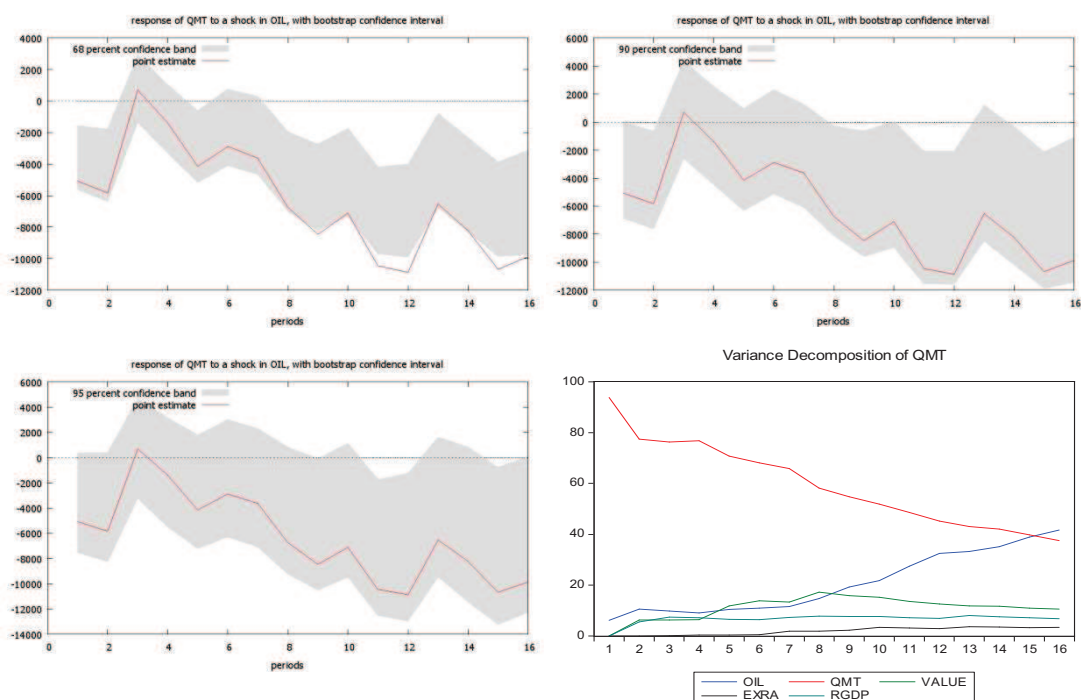 response of QMT to a shock in OIL, with bootstrap confidence interval
4000
2000
0
-2000
-4000
-6000
-8000
-10000
-12000
68 percent confidence band
point estimate
0 2 4 6 8 10 12 14 16
periods
response of QMT to a shock in OIL, with bootstrap confidence interval
6000
4000
2000
0
-2000
-4000
-6000
-8000
-10000
-12000
90 percent confidence band
point estimate
0 2 4 6 8 10 12 14 16
periods
response of QMT to a shock in OIL, with bootstrap confidence interval
6000
4000
2000
0
-2000
-4000
-6000
-8000
-10000
-12000
-14000
95 percent confidence band
point estimate
0 2 4 6 8 10 12 14 16
periods
Variance Decomposition of QMT
100
80
60
40
20
0
1 2 3 4 5 6 7 8 9 10 11 12 13 14 15 16
OIL QMT VALUE
EXRA RGDP